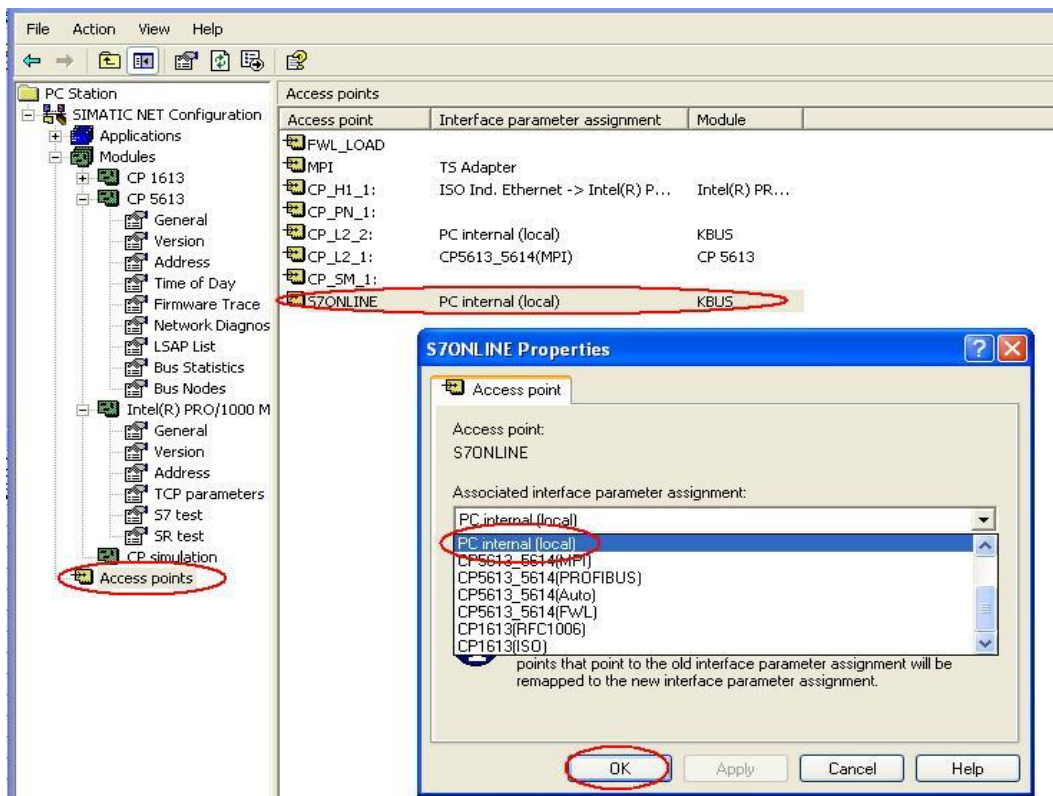 File Action View Help
PC Station
SIMATIC NET Configuration
Applications
Modules
CP 1613
CP 5613
General
Version
Address
Time of Day
Firmware Trace
Network Diagnos
LSAP List
Bus Statistics
Bus Nodes
Intel(R) PRO/1000 M
General
Version
Address
TCP parameters
S7 test
SR test
CP simulation
Access points
Access points
Access point Interface parameter assignment Module
FWL_LOAD
MPI TS Adapter
CP_H1_1: ISO Ind. Ethernet -> Intel(R) P... Intel(R) PR...
CP_PN_1:
CP_L2_2: PC internal (local) KBUS
CP_L2_1: CP5613_5614(MPI) CP 5613
CP_SM_1:
S7ONLINE PC internal (local) KBUS
S7ONLINE Properties
Access point
Access point:
S7ONLINE
Associated interface parameter assignment:
PC internal (local)
PC internal (local)
CP5613_5614(MPI)
CP5613_5614(PROFIBUS)
CP5613_5614(Auto)
CP5613_5614(FWL)
CP1613(RFC1006)
CP1613(ISO)
points that point to the old interface parameter assignment will be
remapped to the new interface parameter assignment.
OK Apply Cancel Help